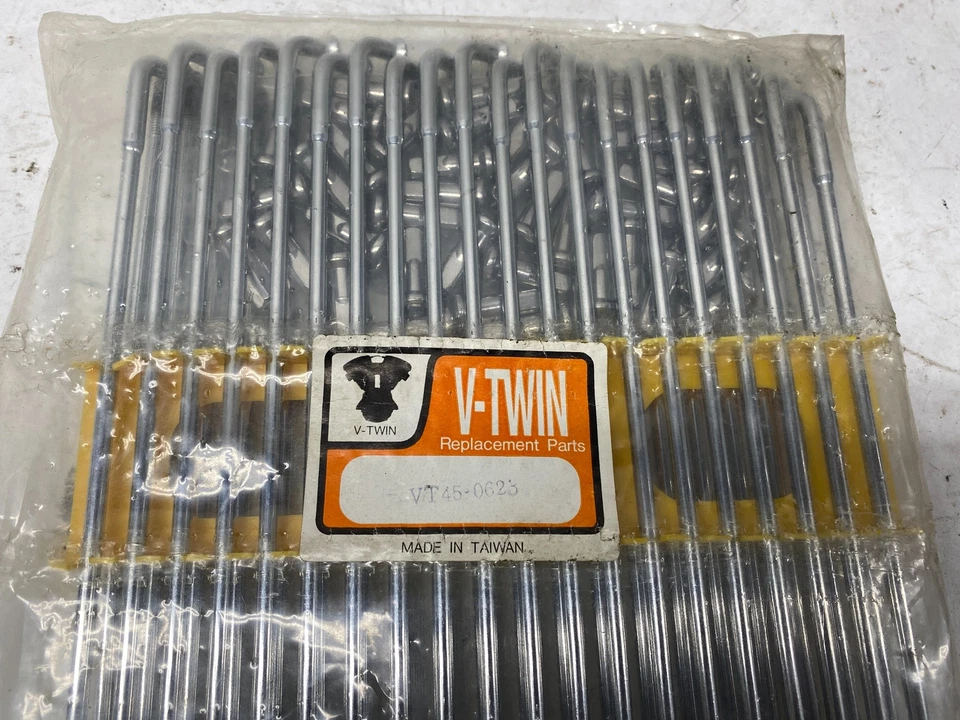 V-TWIN
V-TWIN
Replacement Parts
VT45-0623
MADE IN TAIWAN